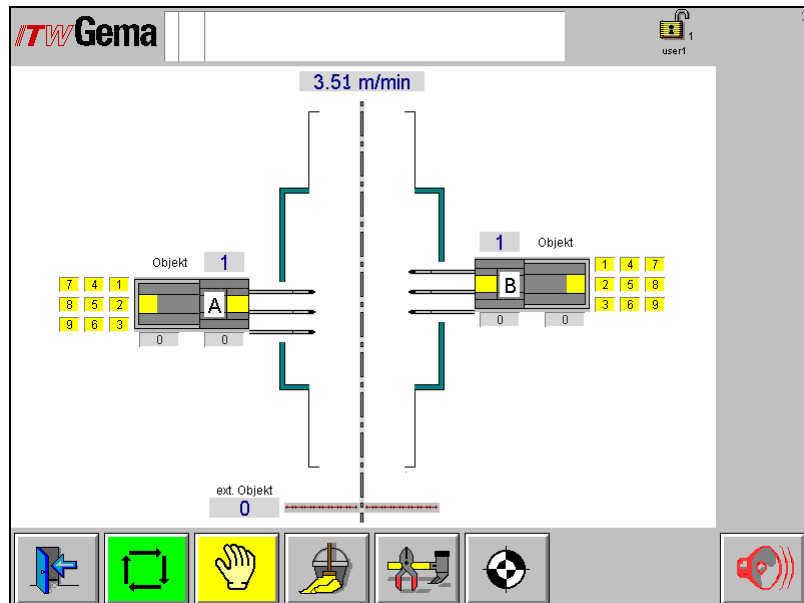 ITW Gema
1
user1
3.51 m/min
1 Objekt
Objekt 1
7 4 1
8 5 2
9 6 3
A
0 0
B
1 4 7
2 5 8
3 6 9
0 0
ext. Objekt
0